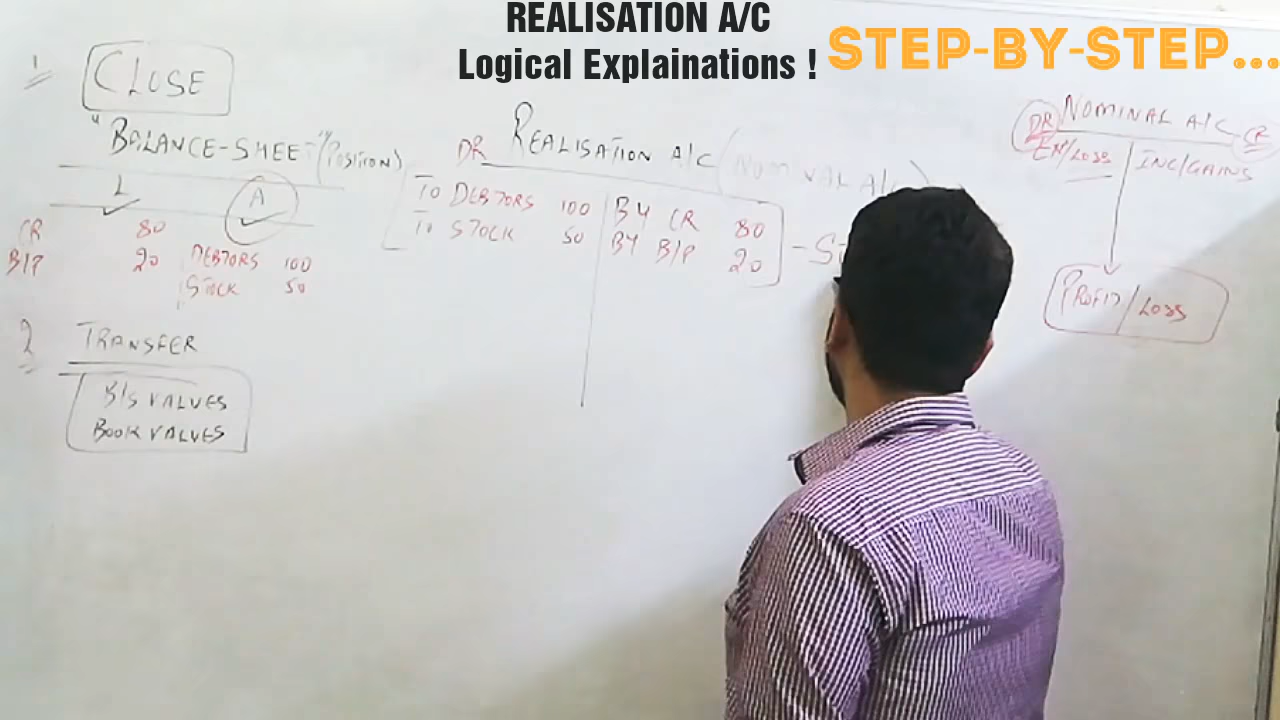 REALISATION A/C
Logical Explainations !
STEP-BY-STEP...
1
CLOSE
"BALANCE-SHEET" (POSITION)
L A
CR 80
B/P 20 DEBTORS 100
STOCK 50
2 TRANSFER
B/S VALUES
BOOK VALUES
DR REALISATION A/C (NOMINAL A/C)
TO DEBTORS 100 BY CR 80
TO STOCK 50 BY B/P 20
NOMINAL A/C
DR CR
EX/LOSS INC/GAINS
PROFIT/LOSS